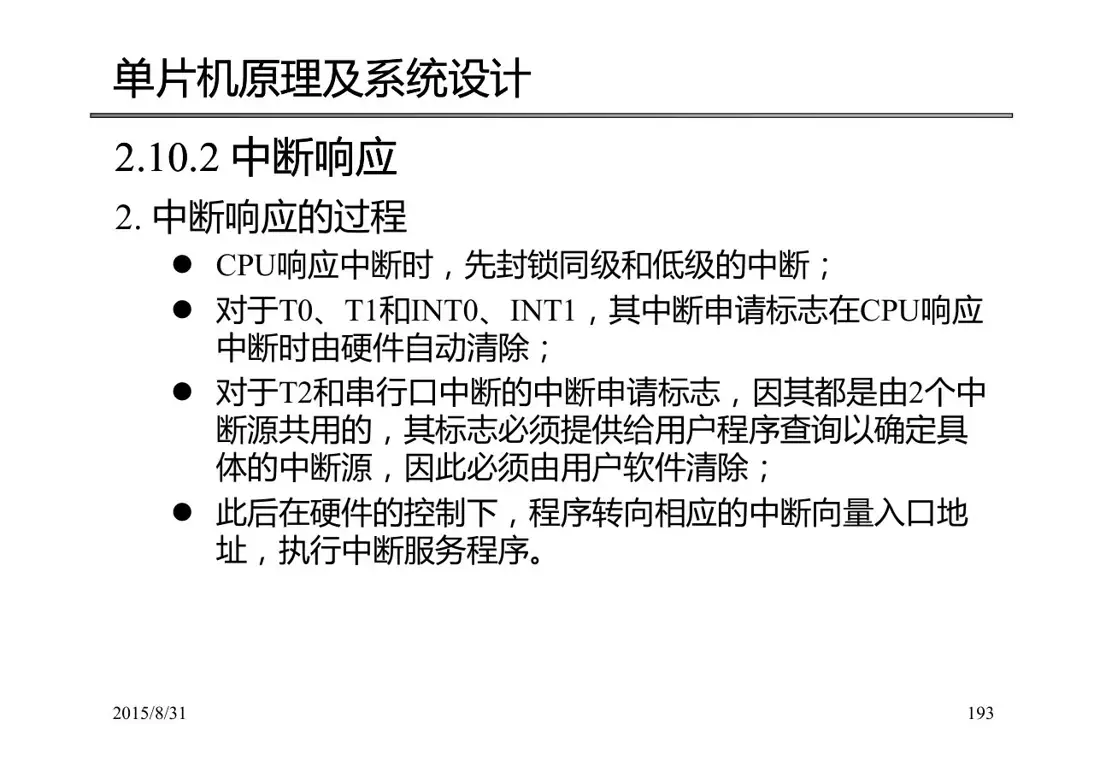 单片机原理及系统设计
2.10.2 中断响应
2. 中断响应的过程
● CPU响应中断时，先封锁同级和低级的中断；
● 对于T0、T1和INT0、INT1，其中断申请标志在CPU响应
中断时由硬件自动清除；
● 对于T2和串行口中断的中断申请标志，因其都是由2个中
断源共用的，其标志必须提供给用户程序查询以确定具
体的中断源，因此必须由用户软件清除；
● 此后在硬件的控制下，程序转向相应的中断向量入口地
址，执行中断服务程序。
2015/8/31
193